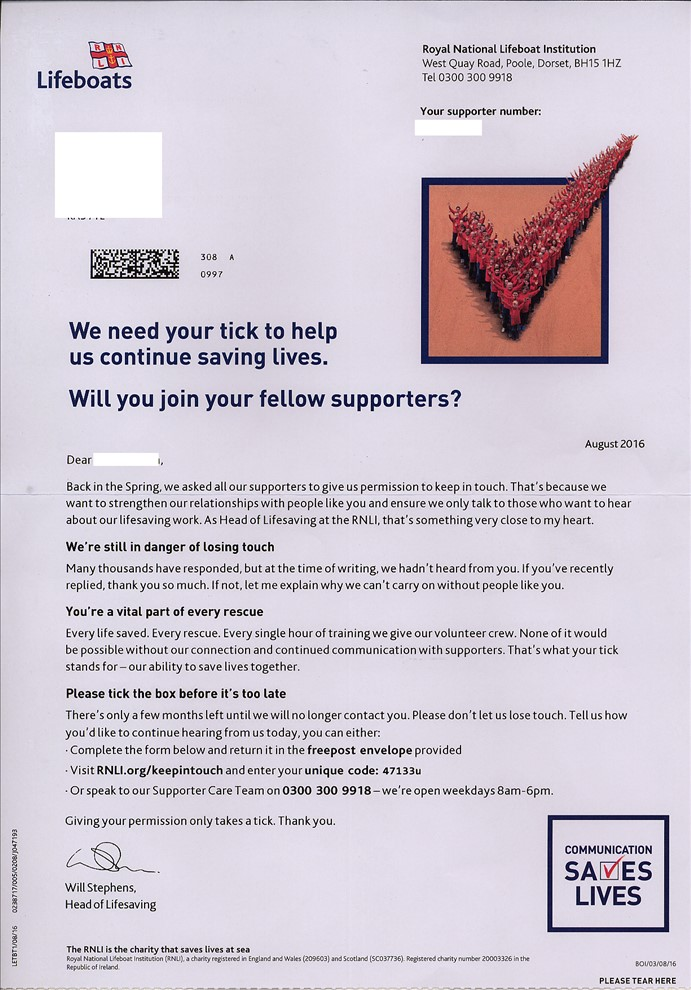 RNLI
Lifeboats
Royal National Lifeboat Institution
West Quay Road, Poole, Dorset, BH15 1HZ
Tel 0300 300 9918
Your supporter number:
308 A
0997
We need your tick to help
us continue saving lives.
Will you join your fellow supporters?
August 2016
Dear ,
Back in the Spring, we asked all our supporters to give us permission to keep in touch. That's because we
want to strengthen our relationships with people like you and ensure we only talk to those who want to hear
about our lifesaving work. As Head of Lifesaving at the RNLI, that's something very close to my heart.
We're still in danger of losing touch
Many thousands have responded, but at the time of writing, we hadn't heard from you. If you've recently
replied, thank you so much. If not, let me explain why we can't carry on without people like you.
You're a vital part of every rescue
Every life saved. Every rescue. Every single hour of training we give our volunteer crew. None of it would
be possible without our connection and continued communication with supporters. That's what your tick
stands for – our ability to save lives together.
Please tick the box before it's too late
There's only a few months left until we will no longer contact you. Please don't let us lose touch. Tell us how
you'd like to continue hearing from us today, you can either:
· Complete the form below and return it in the freepost envelope provided
· Visit RNLI.org/keepintouch and enter your unique code: 47133u
· Or speak to our Supporter Care Team on 0300 300 9918 – we're open weekdays 8am-6pm.
Giving your permission only takes a tick. Thank you.
Will Stephens,
Head of Lifesaving
COMMUNICATION
SAVES
LIVES
The RNLI is the charity that saves lives at sea
Royal National Lifeboat Institution (RNLI), a charity registered in England and Wales (209603) and Scotland (SC037736). Registered charity number 20003326 in the
Republic of Ireland.
BOI/03/08/16
PLEASE TEAR HERE
LETBT1/08/16 0238717/005/0208/J047193